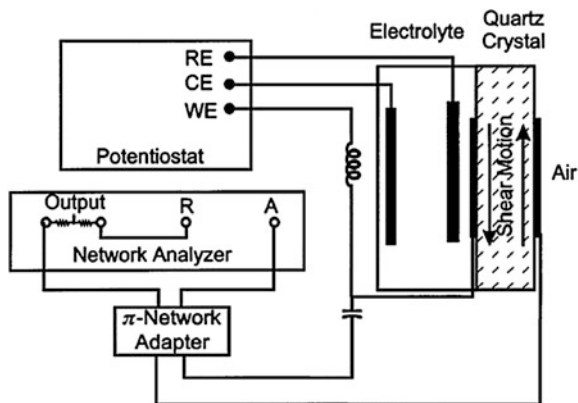 Quartz
Crystal
Electrolyte
RE
CE
WE
Potentiostat
Shear Motion
Air
Output
R
A
Network Analyzer
π-Network
Adapter